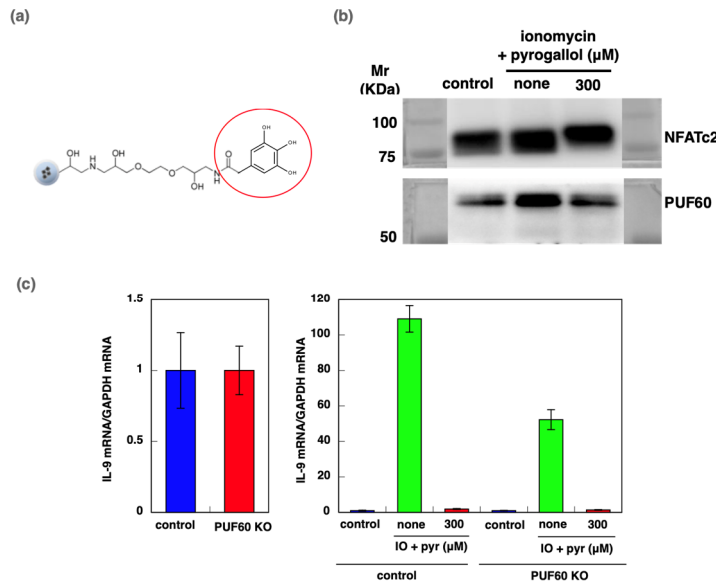 (a)
OH
OH
N
H
O
O
OH
N
H
O
OH
OH
OH
(b)
ionomycin
+ pyrogallol (μM)
Mr
(KDa)
control
none
300
100
75
NFATc2
PUF60
50
(c)
IL-9 mRNA/GAPDH mRNA
1.5
1
0.5
0
control
PUF60 KO
IL-9 mRNA/GAPDH mRNA
120
100
80
60
40
20
0
control
none
300
control
none
300
IO + pyr (μM)
IO + pyr (μM)
control
PUF60 KO